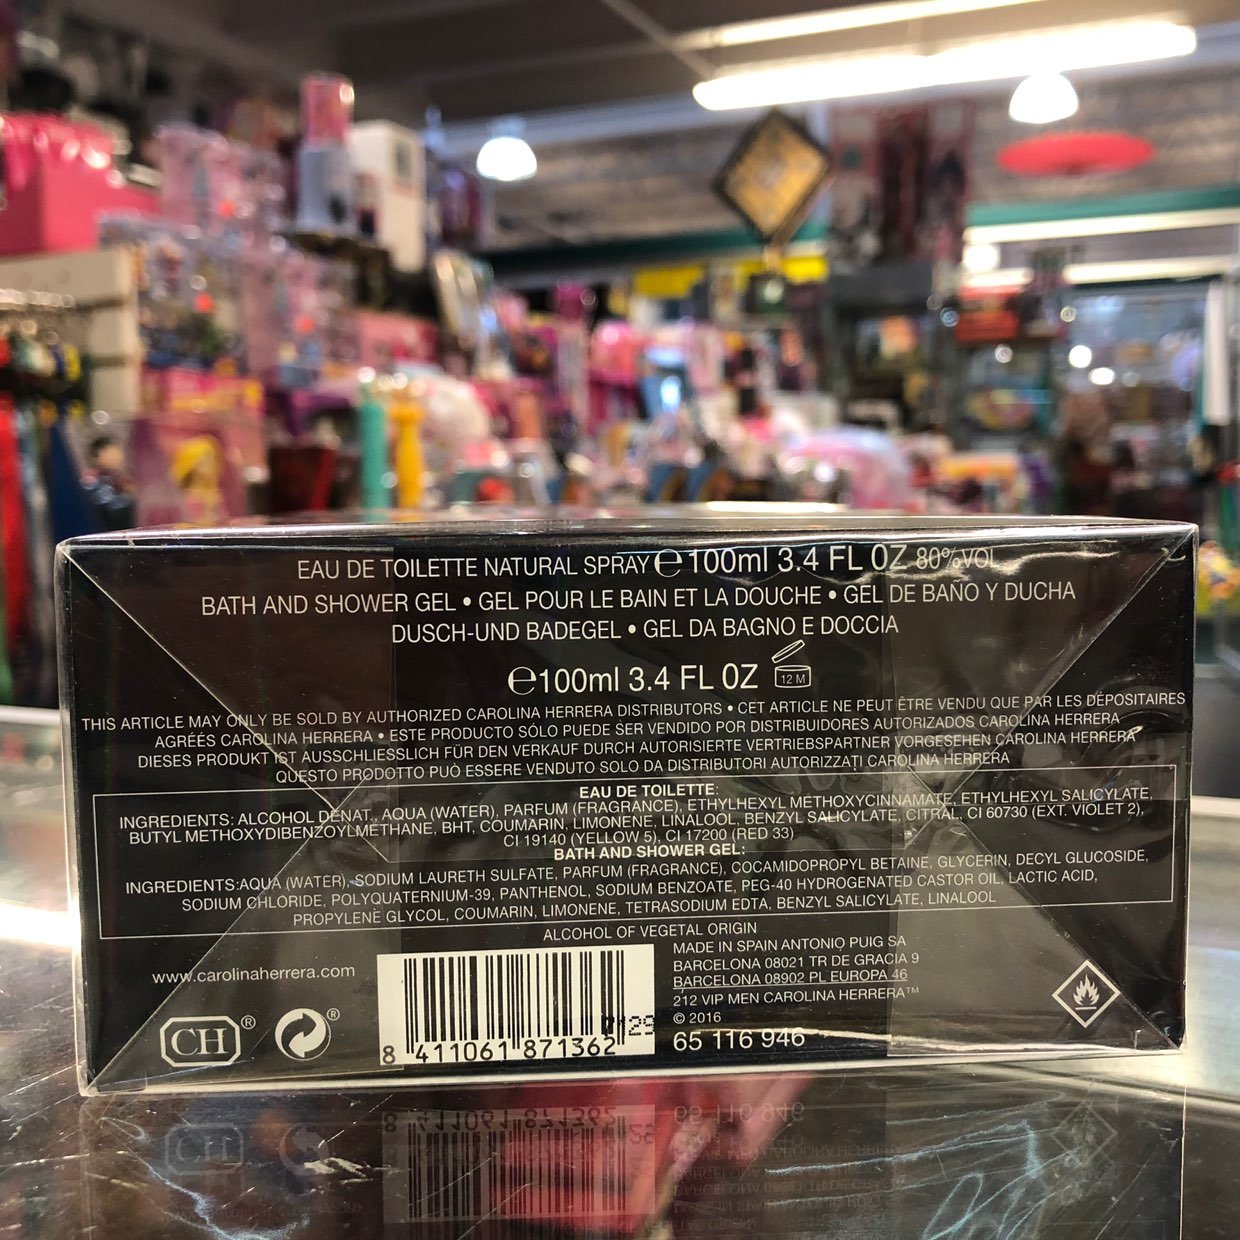 EAU DE TOILETTE NATURAL SPRAY ℮ 100ml 3.4 FL OZ 80%VOL
BATH AND SHOWER GEL • GEL POUR LE BAIN ET LA DOUCHE • GEL DE BAÑO Y DUCHA
DUSCH-UND BADEGEL • GEL DA BAGNO E DOCCIA
℮100ml 3.4 FL OZ 12 M
THIS ARTICLE MAY ONLY BE SOLD BY AUTHORIZED CAROLINA HERRERA DISTRIBUTORS • CET ARTICLE NE PEUT ÊTRE VENDU QUE PAR LES DÉPOSITAIRES
AGRÉÉS CAROLINA HERRERA • ESTE PRODUCTO SÓLO PUEDE SER VENDIDO POR DISTRIBUIDORES AUTORIZADOS CAROLINA HERRERA
DIESES PRODUKT IST AUSSCHLIESSLICH FÜR DEN VERKAUF DURCH AUTORISIERTE VERTRIEBSPARTNER VORGESEHEN CAROLINA HERRERA
QUESTO PRODOTTO PUÒ ESSERE VENDUTO SOLO DA DISTRIBUTORI AUTORIZZATI CAROLINA HERRERA
EAU DE TOILETTE:
INGREDIENTS: ALCOHOL DENAT., AQUA (WATER), PARFUM (FRAGRANCE), ETHYLHEXYL METHOXYCINNAMATE, ETHYLHEXYL SALICYLATE,
BUTYL METHOXYDIBENZOYLMETHANE, BHT, COUMARIN, LIMONENE, LINALOOL, BENZYL SALICYLATE, CITRAL, CI 60730 (EXT. VIOLET 2),
CI 19140 (YELLOW 5), CI 17200 (RED 33)
BATH AND SHOWER GEL:
INGREDIENTS:AQUA (WATER), SODIUM LAURETH SULFATE, PARFUM (FRAGRANCE), COCAMIDOPROPYL BETAINE, GLYCERIN, DECYL GLUCOSIDE,
SODIUM CHLORIDE, POLYQUATERNIUM-39, PANTHENOL, SODIUM BENZOATE, PEG-40 HYDROGENATED CASTOR OIL, LACTIC ACID,
PROPYLENE GLYCOL, COUMARIN, LIMONENE, TETRASODIUM EDTA, BENZYL SALICYLATE, LINALOOL
ALCOHOL OF VEGETAL ORIGIN
www.carolinaherrera.com
CH®
®
8 411061 871362
MADE IN SPAIN ANTONIO PUIG SA
BARCELONA 08021 TR DE GRACIA 9
BARCELONA 08902 PL EUROPA 46
212 VIP MEN CAROLINA HERRERA™
© 2016
65 116 946